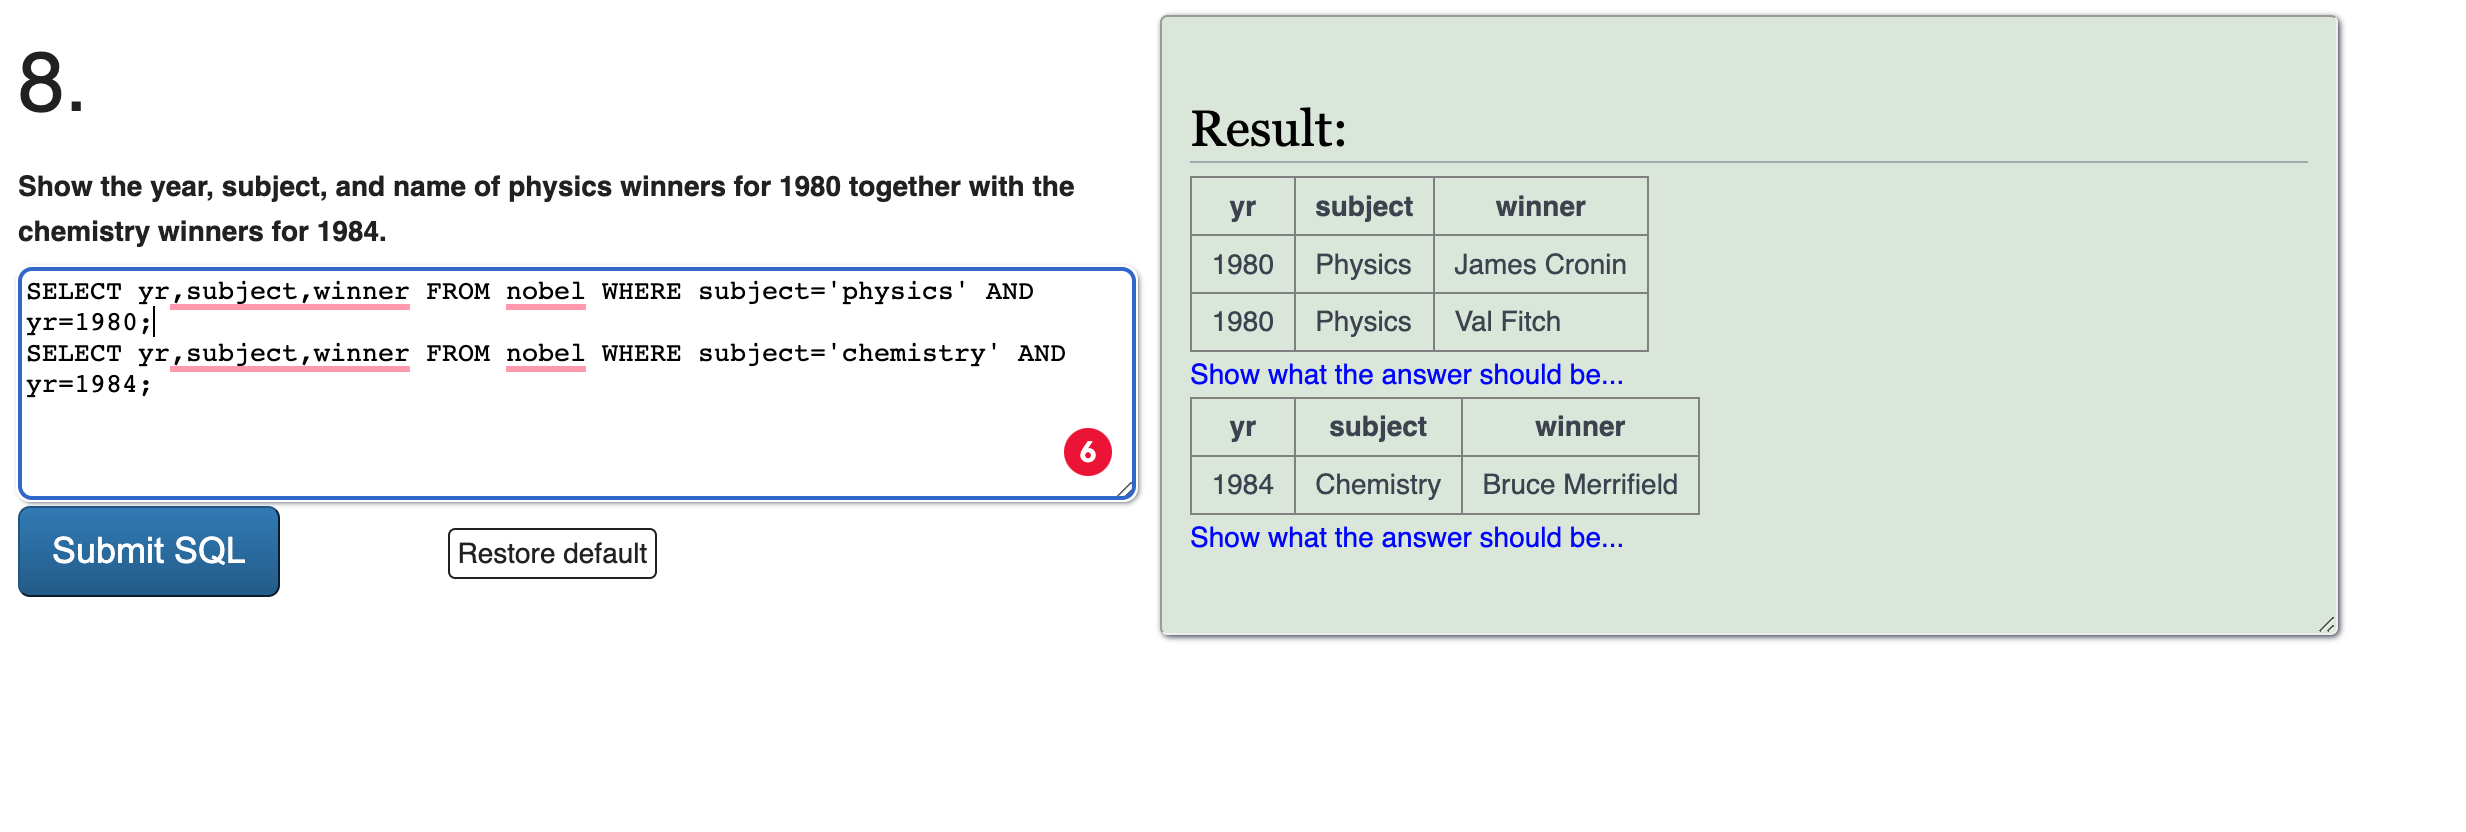 8.
Show the year, subject, and name of physics winners for 1980 together with the
chemistry winners for 1984.
SELECT yr,subject,winner FROM nobel WHERE subject='physics' AND
yr=1980;
SELECT yr,subject,winner FROM nobel WHERE subject='chemistry' AND
yr=1984;
6
Submit SQL
Restore default
Result:
yr subject winner
1980 Physics James Cronin
1980 Physics Val Fitch
Show what the answer should be...
yr subject winner
1984 Chemistry Bruce Merrifield
Show what the answer should be...